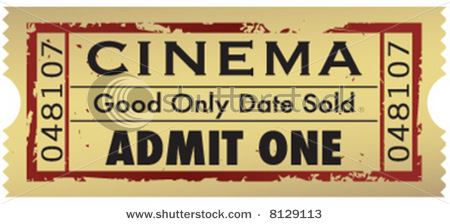 048107
CINEMA
Good Only Date Sold
ADMIT ONE
048107
www.shutterstock.com · 8129113